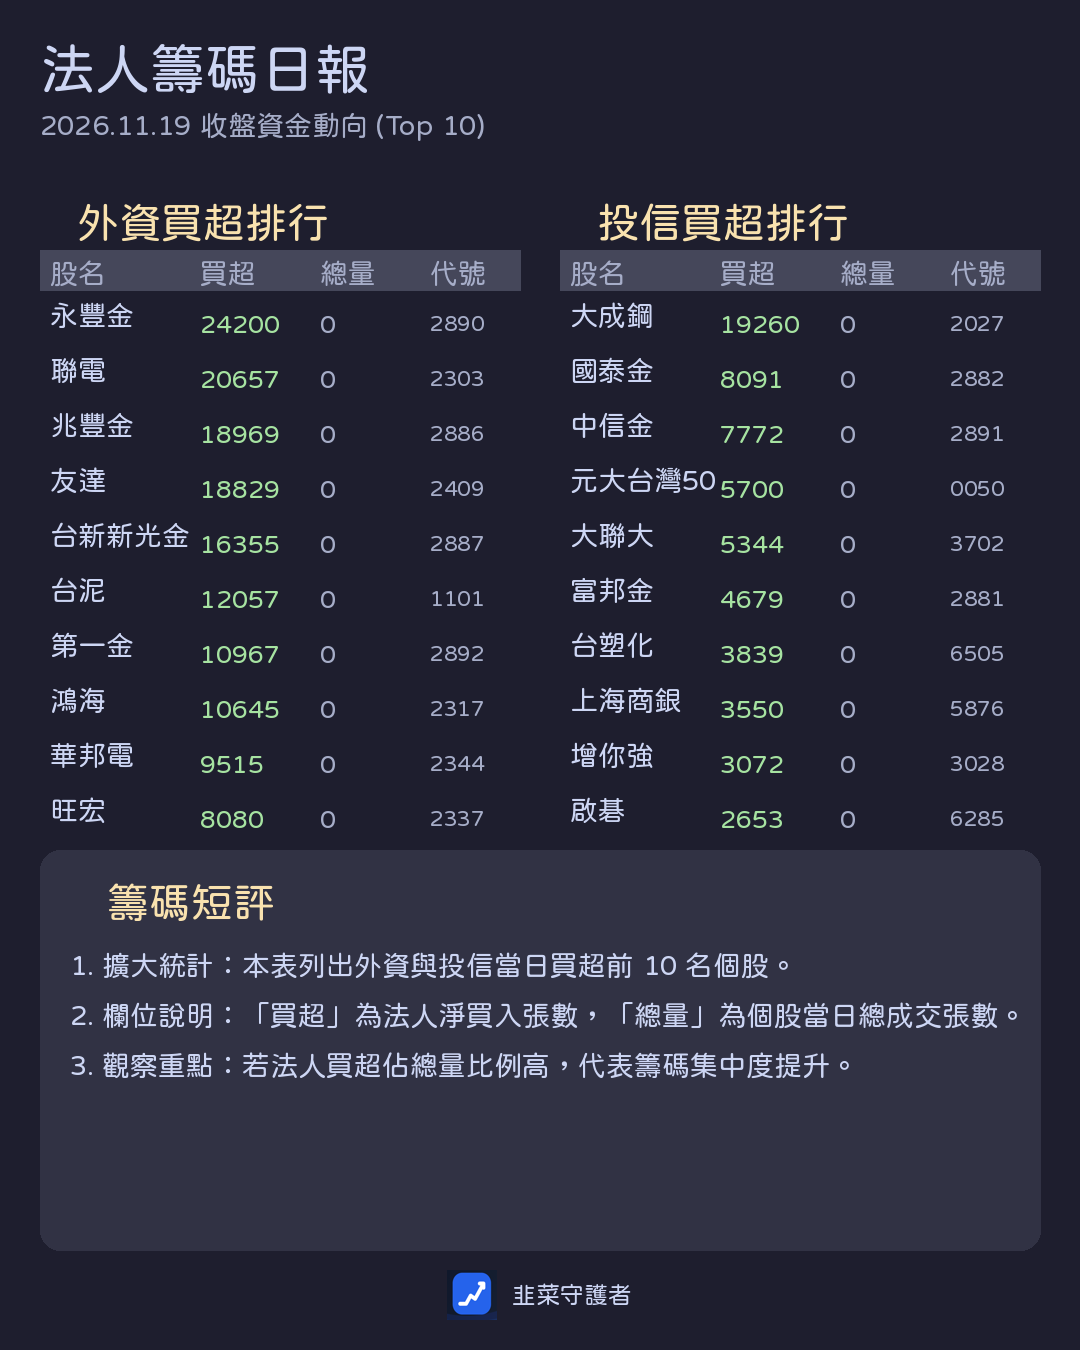 法人籌碼日報
2026.11.19 收盤資金動向 (Top 10)
外資買超排行
股名 買超 總量 代號
永豐金 24200 0 2890
聯電 20657 0 2303
兆豐金 18969 0 2886
友達 18829 0 2409
台新新光金 16355 0 2887
台泥 12057 0 1101
第一金 10967 0 2892
鴻海 10645 0 2317
華邦電 9515 0 2344
旺宏 8080 0 2337
投信買超排行
股名 買超 總量 代號
大成鋼 19260 0 2027
國泰金 8091 0 2882
中信金 7772 0 2891
元大台灣50 5700 0 0050
大聯大 5344 0 3702
富邦金 4679 0 2881
台塑化 3839 0 6505
上海商銀 3550 0 5876
增你強 3072 0 3028
啟碁 2653 0 6285
籌碼短評
1. 擴大統計：本表列出外資與投信當日買超前 10 名個股。
2. 欄位說明：「買超」為法人淨買入張數，「總量」為個股當日總成交張數。
3. 觀察重點：若法人買超佔總量比例高，代表籌碼集中度提升。
韭菜守護者